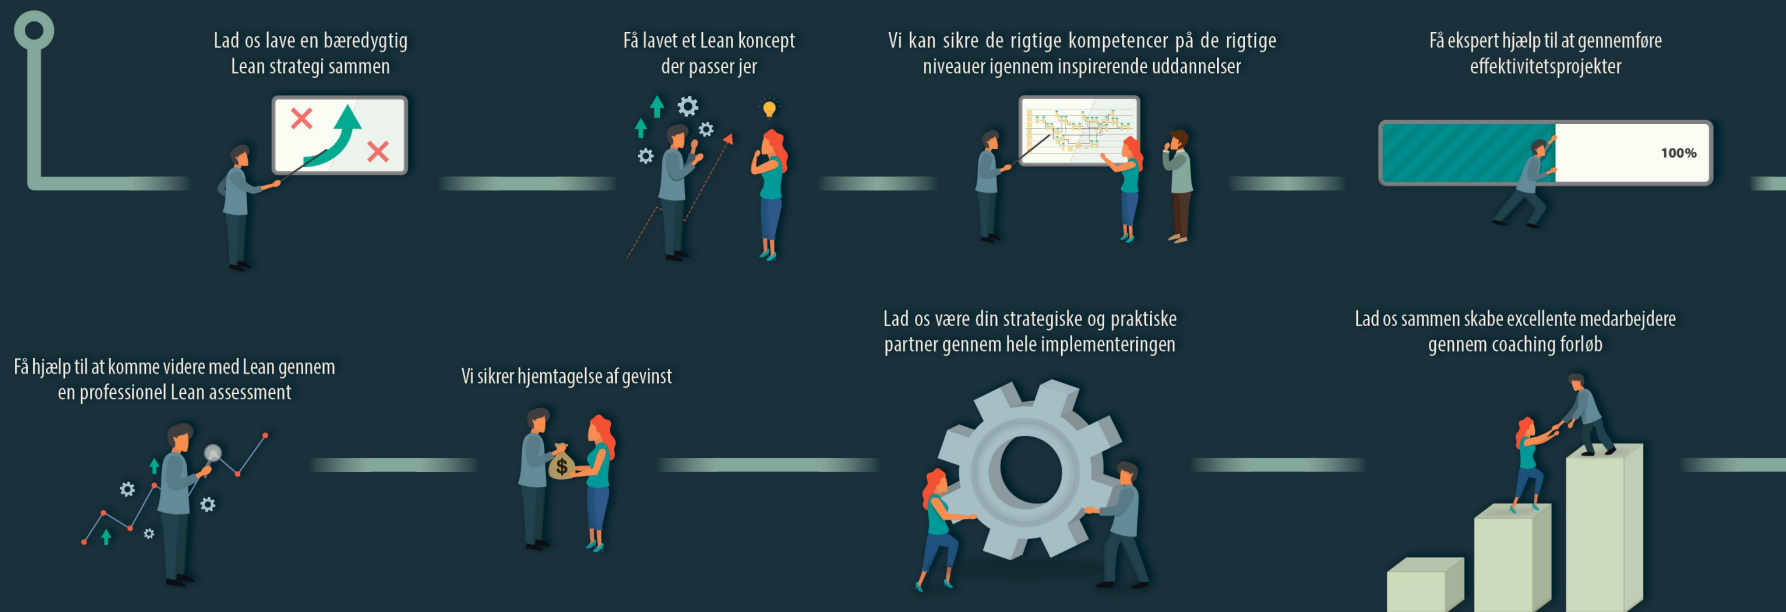 Lad os lave en bæredygtig
Lean strategi sammen
Få lavet et Lean koncept
der passer jer
Vi kan sikre de rigtige kompetencer på de rigtige
niveauer igennem inspirerende uddannelser
Få ekspert hjælp til at gennemføre
effektivitetsprojekter
100%
Få hjælp til at komme videre med Lean gennem
en professionel Lean assessment
Vi sikrer hjemtagelse af gevinst
$
Lad os være din strategiske og praktiske
partner gennem hele implementeringen
Lad os sammen skabe excellente medarbejdere
gennem coaching forløb